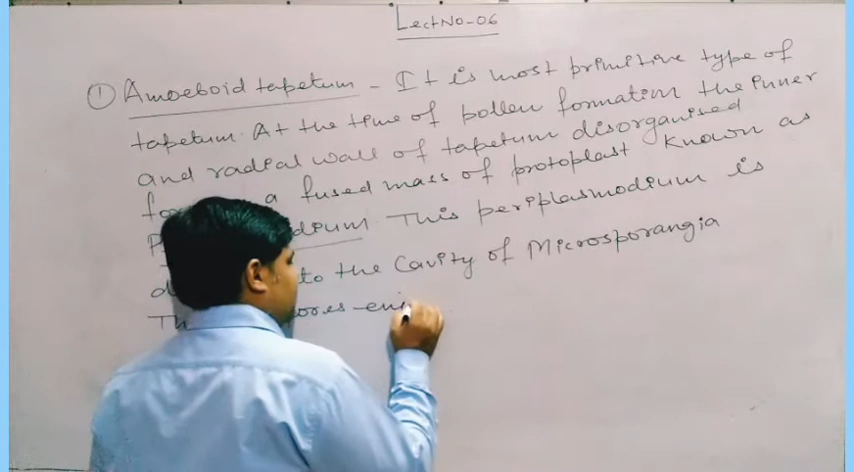 Lect No-06
① Amoeboid tapetum - It is most primitive type of
tapetum. At the time of pollen formation the inner
and radial wall of tapetum disorganised
a fused mass of protoplast known as
This periplasmodium is
to the cavity of Microsporangia